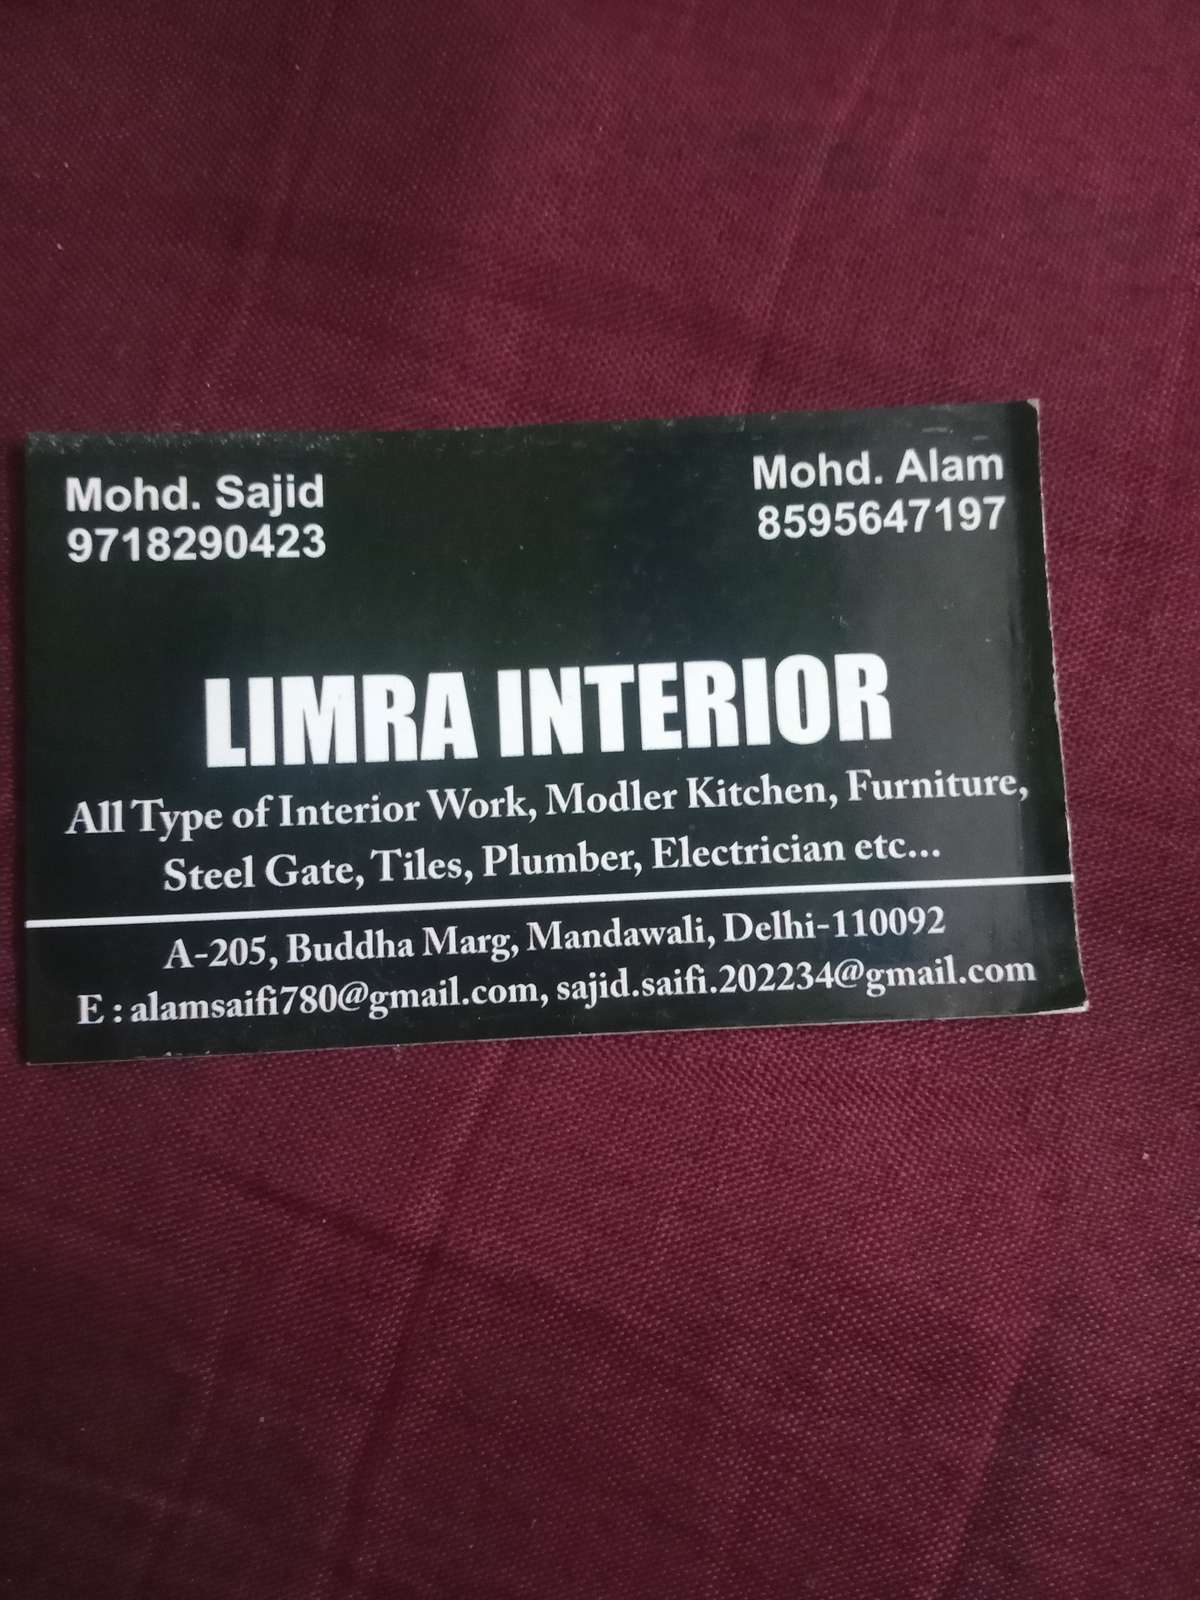 Mohd. Sajid
9718290423
Mohd. Alam
8595647197
LIMRA INTERIOR
All Type of Interior Work, Modler Kitchen, Furniture,
Steel Gate, Tiles, Plumber, Electrician etc...
A-205, Buddha Marg, Mandawali, Delhi-110092
E : alamsaifi780@gmail.com, sajid.saifi.202234@gmail.com